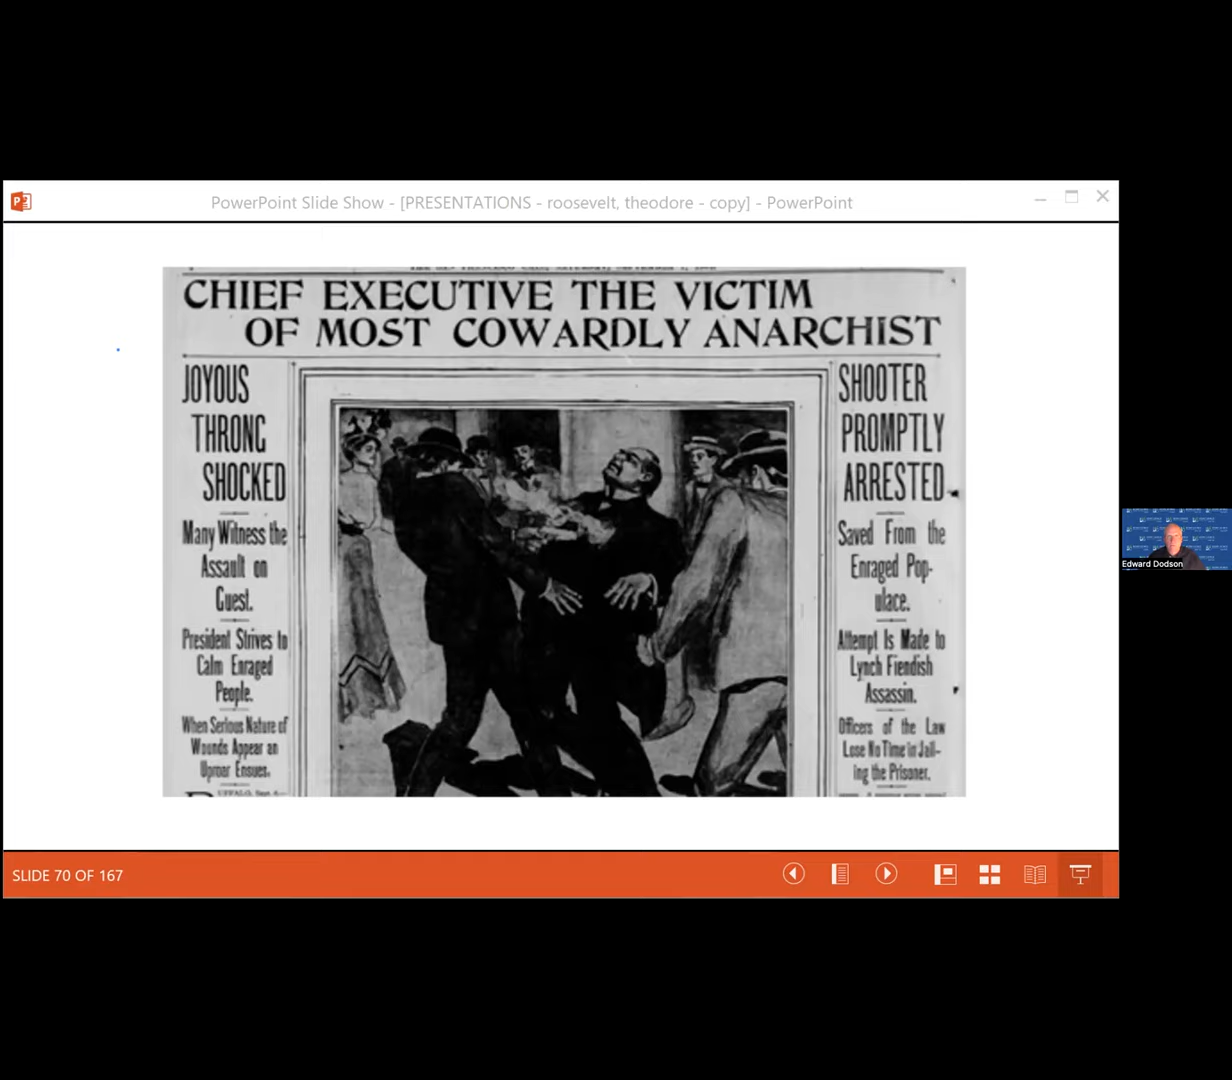 PowerPoint Slide Show - [PRESENTATIONS - roosevelt, theodore - copy] - PowerPoint
CHIEF EXECUTIVE THE VICTIM
OF MOST COWARDLY ANARCHIST
JOYOUS
THRONG
SHOCKED
Many Witness the
Assault on
Guest.
President Strives to
Calm Enraged
People.
When Serious Nature of
Wounds Appear an
Uproar Ensues.
SHOOTER
PROMPTLY
ARRESTED
Saved From the
Enraged Pop-
ulace.
Attempt Is Made to
Lynch Fiendish
Assassin.
Officers of the Law
Lose No Time in Jail-
ing the Prisoner.
Edward Dodson
SLIDE 70 OF 167